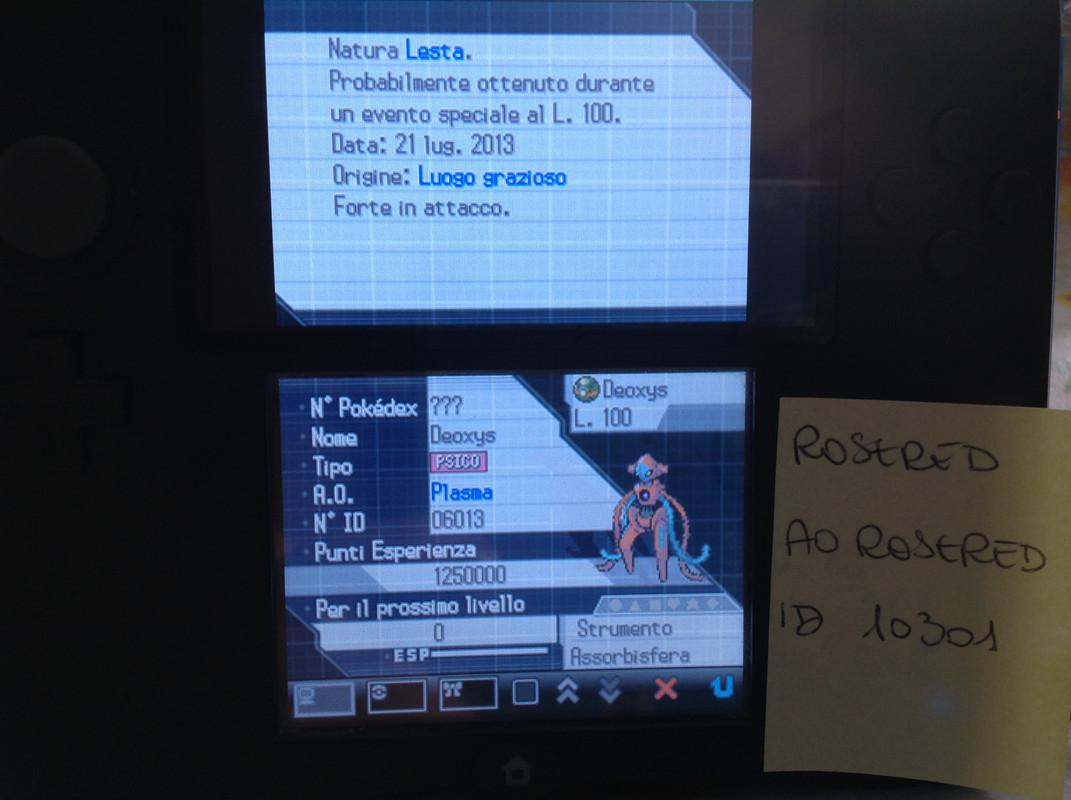 Natura Lesta.
Probabilmente ottenuto durante
un evento speciale al L. 100.
Data: 21 lug. 2013
Origine: Luogo grazioso
Forte in attacco.
Deoxys
L. 100
N° Pokédex ???
Nome Deoxys
Tipo PSICO
A.O. Plasma
N° ID 06013
Punti Esperienza
1250000
Per il prossimo livello
0
ESP
Strumento
Assorbisfera
ROSERED
AO ROSERED
ID 10301